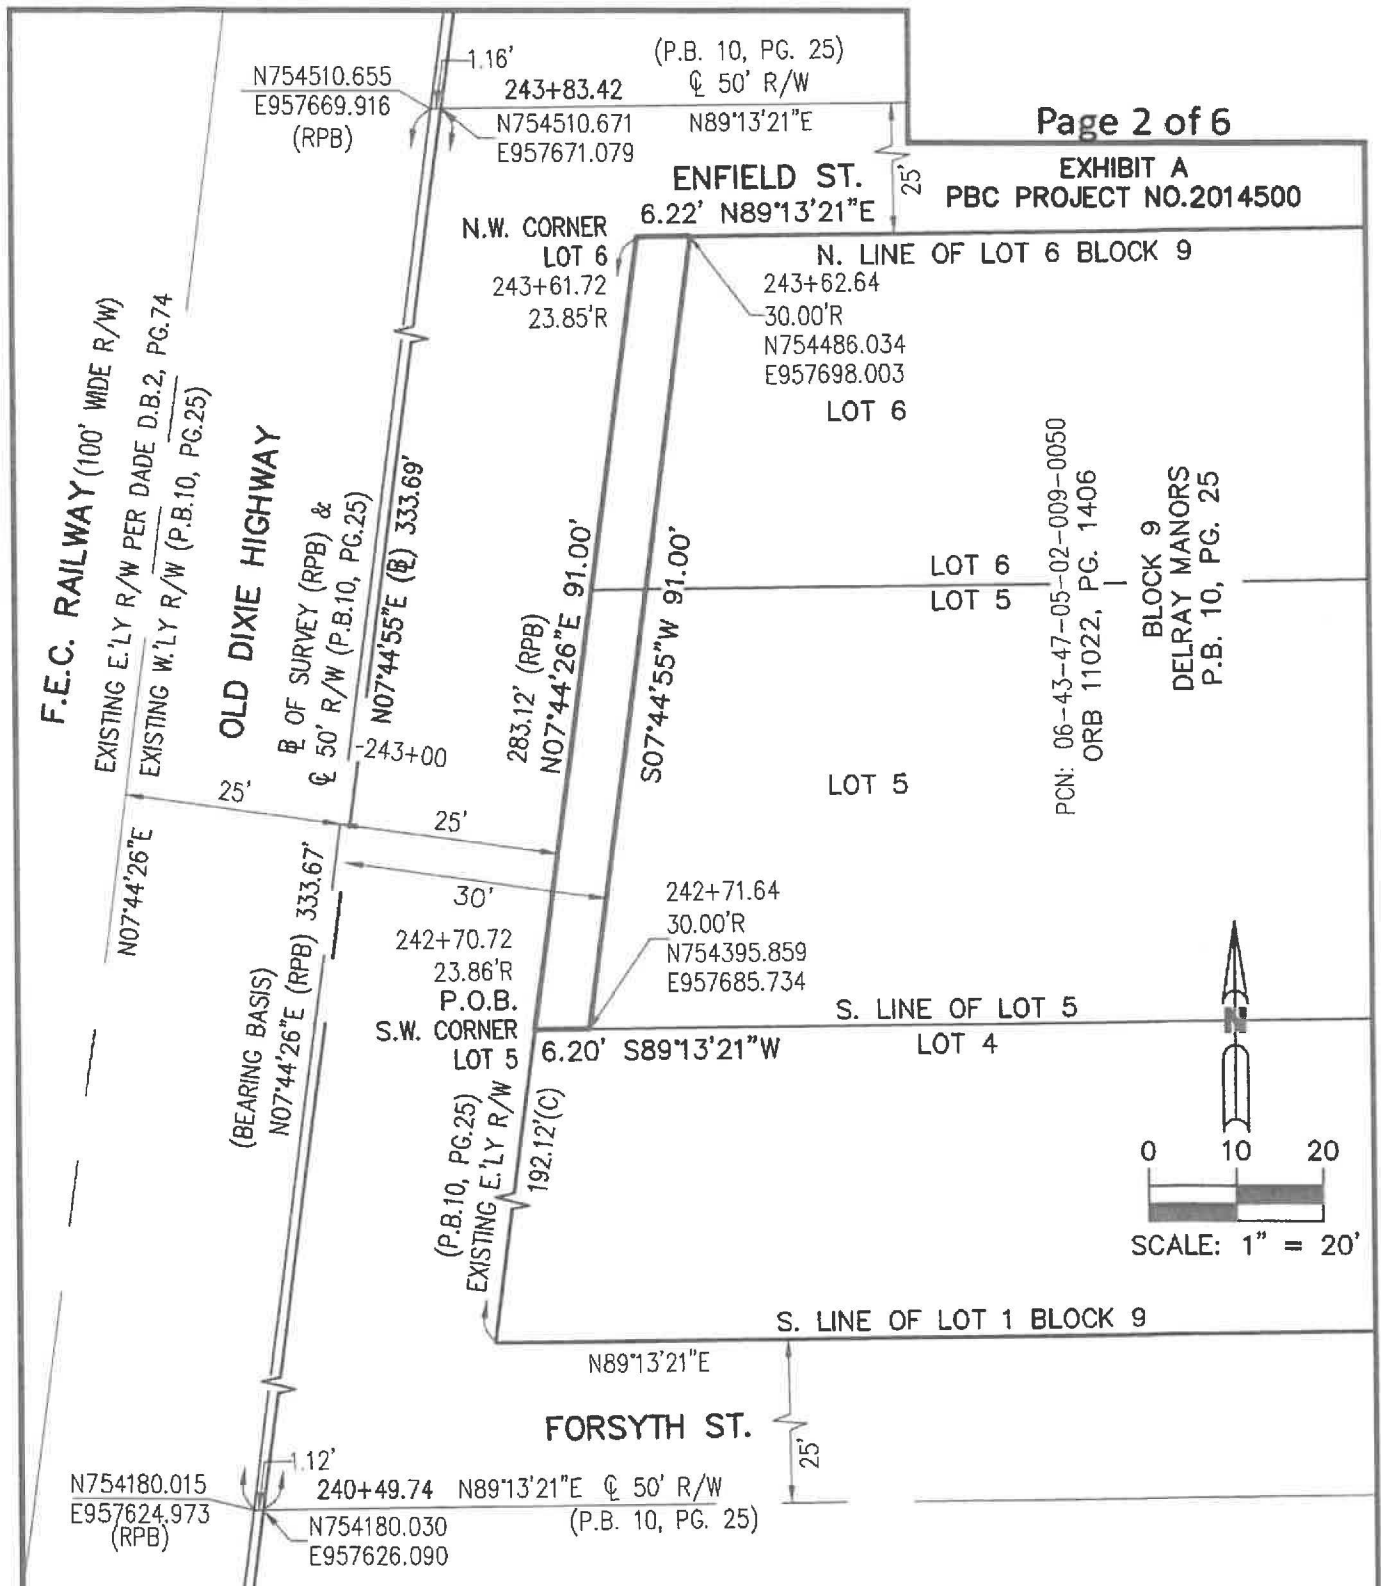 1.16'
(P.B. 10, PG. 25)
N754510.655
E957669.916
(RPB)
243+83.42
℄ 50' R/W
N754510.671
E957671.079
N89°13'21"E
Page 2 of 6
EXHIBIT A
PBC PROJECT NO.2014500
ENFIELD ST.
25'
6.22' N89°13'21"E
N.W. CORNER
LOT 6
243+61.72
23.85'R
N. LINE OF LOT 6 BLOCK 9
243+62.64
30.00'R
N754486.034
E957698.003
LOT 6
F.E.C. RAILWAY (100' WIDE R/W)
EXISTING E.'LY R/W PER DADE D.B.2, PG.74
EXISTING W.'LY R/W (P.B.10, PG.25)
OLD DIXIE HIGHWAY
B OF SURVEY (RPB) &
℄ 50' R/W (P.B.10, PG.25)
N07°44'55"E (B) 333.69'
-243+00
283.12' (RPB)
N07°44'26"E 91.00'
S07°44'55"W 91.00'
LOT 6
LOT 5
PCN: 06-43-47-05-02-009-0050
ORB 11022, PG. 1406
BLOCK 9
DELRAY MANORS
P.B. 10, PG. 25
LOT 5
25'
25'
30'
N07°44'26"E
(BEARING BASIS)
N07°44'26"E (RPB) 333.67'
242+71.64
30.00'R
N754395.859
E957685.734
242+70.72
23.86'R
P.O.B.
S.W. CORNER
LOT 5
S. LINE OF LOT 5
LOT 4
6.20' S89°13'21"W
N
(P.B.10, PG.25)
EXISTING E.'LY R/W
192.12'(C)
0 10 20
SCALE: 1" = 20'
S. LINE OF LOT 1 BLOCK 9
N89°13'21"E
FORSYTH ST.
25'
1.12'
N754180.015
E957624.973
(RPB)
240+49.74
N89°13'21"E ℄ 50' R/W
(P.B. 10, PG. 25)
N754180.030
E957626.090